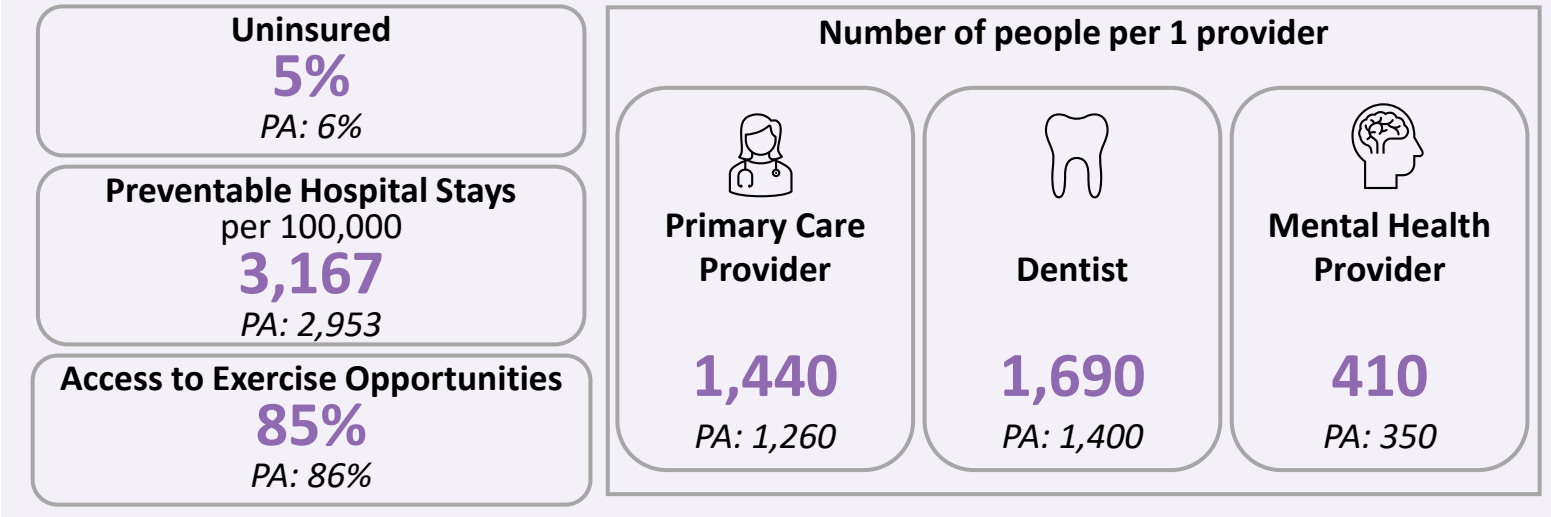 Uninsured
5%
PA: 6%
Preventable Hospital Stays
per 100,000
3,167
PA: 2,953
Access to Exercise Opportunities
85%
PA: 86%
Number of people per 1 provider
Primary Care
Provider
1,440
PA: 1,260
Dentist
1,690
PA: 1,400
Mental Health
Provider
410
PA: 350